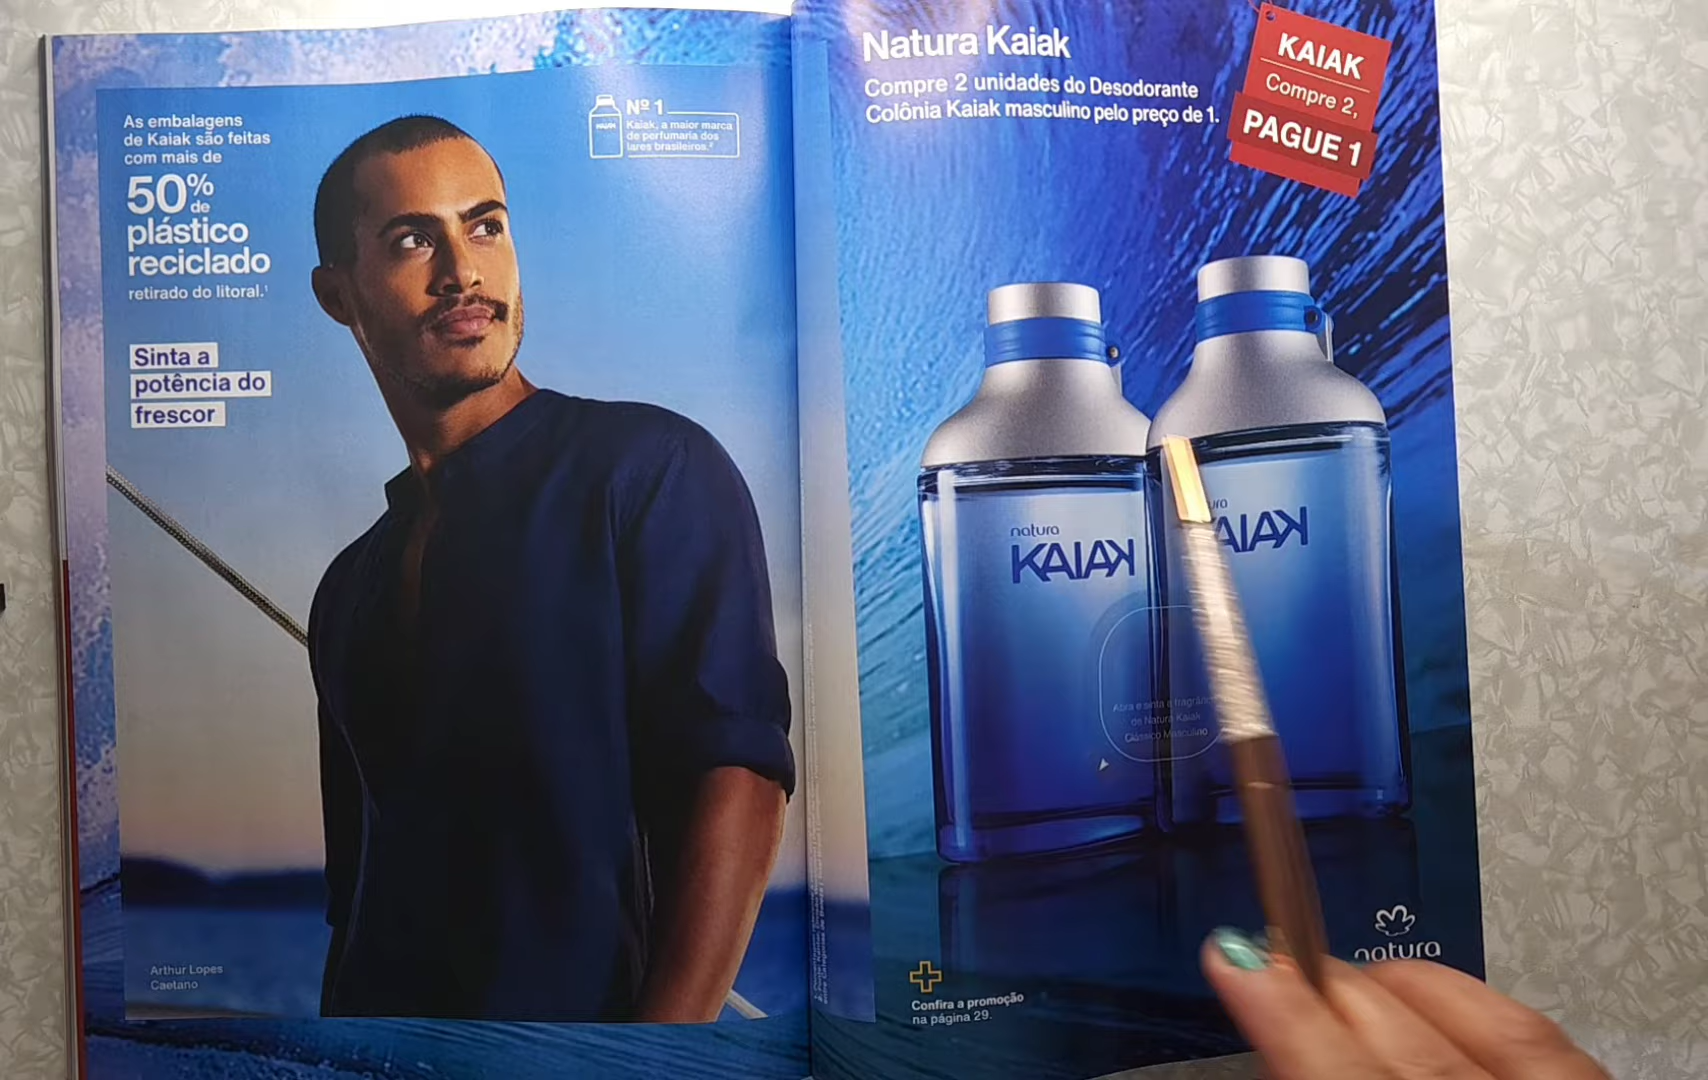 As embalagens
de Kaiak são feitas
com mais de
50%
de
plástico
reciclado
retirado do litoral.¹
Sinta a
potência do
frescor
Nº 1
Kaiak, a maior marca
de perfumaria dos
lares brasileiros.²
Arthur Lopes
Caetano
Natura Kaiak
Compre 2 unidades do Desodorante
Colônia Kaiak masculino pelo preço de 1.
KAIAK
Compre 2,
PAGUE 1
natura
KAIAK
KAIAK
Abra e sinta a fragrância
de Natura Kaiak
Clássico Masculino
Confira a promoção
na página 29.
natura